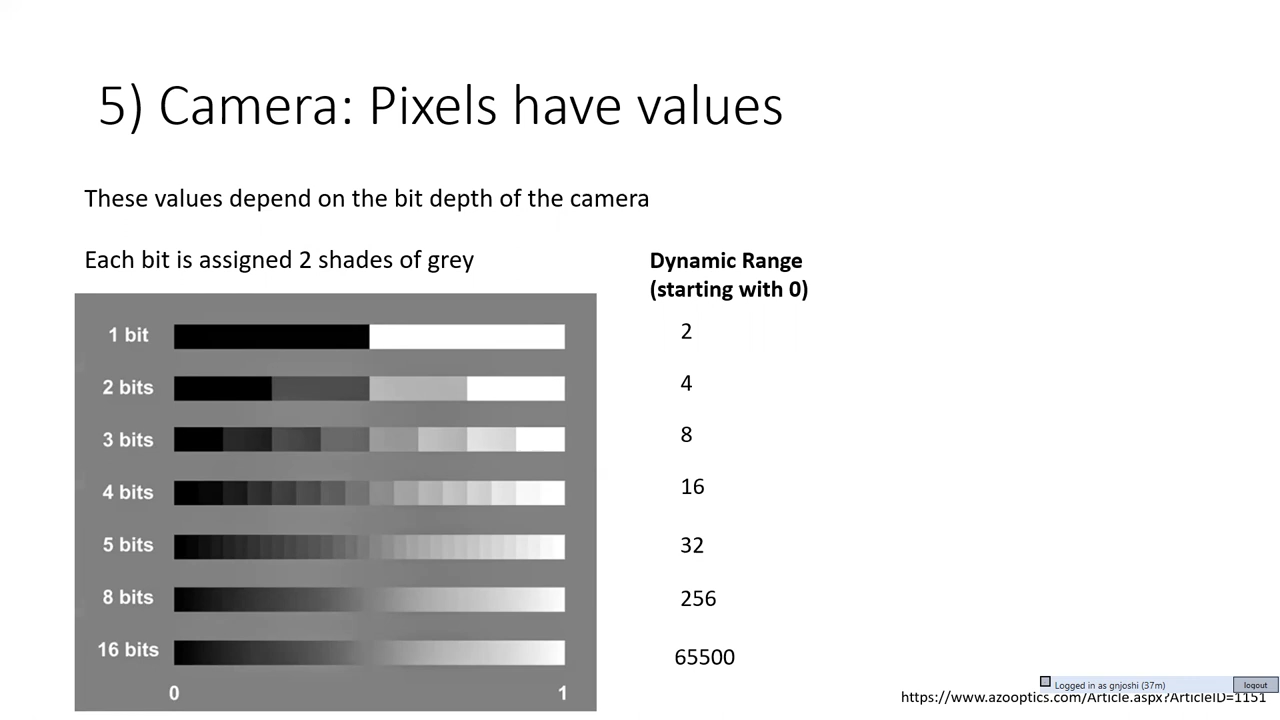 5) Camera: Pixels have values
These values depend on the bit depth of the camera
Each bit is assigned 2 shades of grey
Dynamic Range
(starting with 0)
1 bit
2
2 bits
4
3 bits
8
4 bits
16
5 bits
32
8 bits
256
16 bits
65500
0
1
Logged in as gnjoshi (37m)
logout
https://www.azooptics.com/Article.aspx?ArticleID=1151